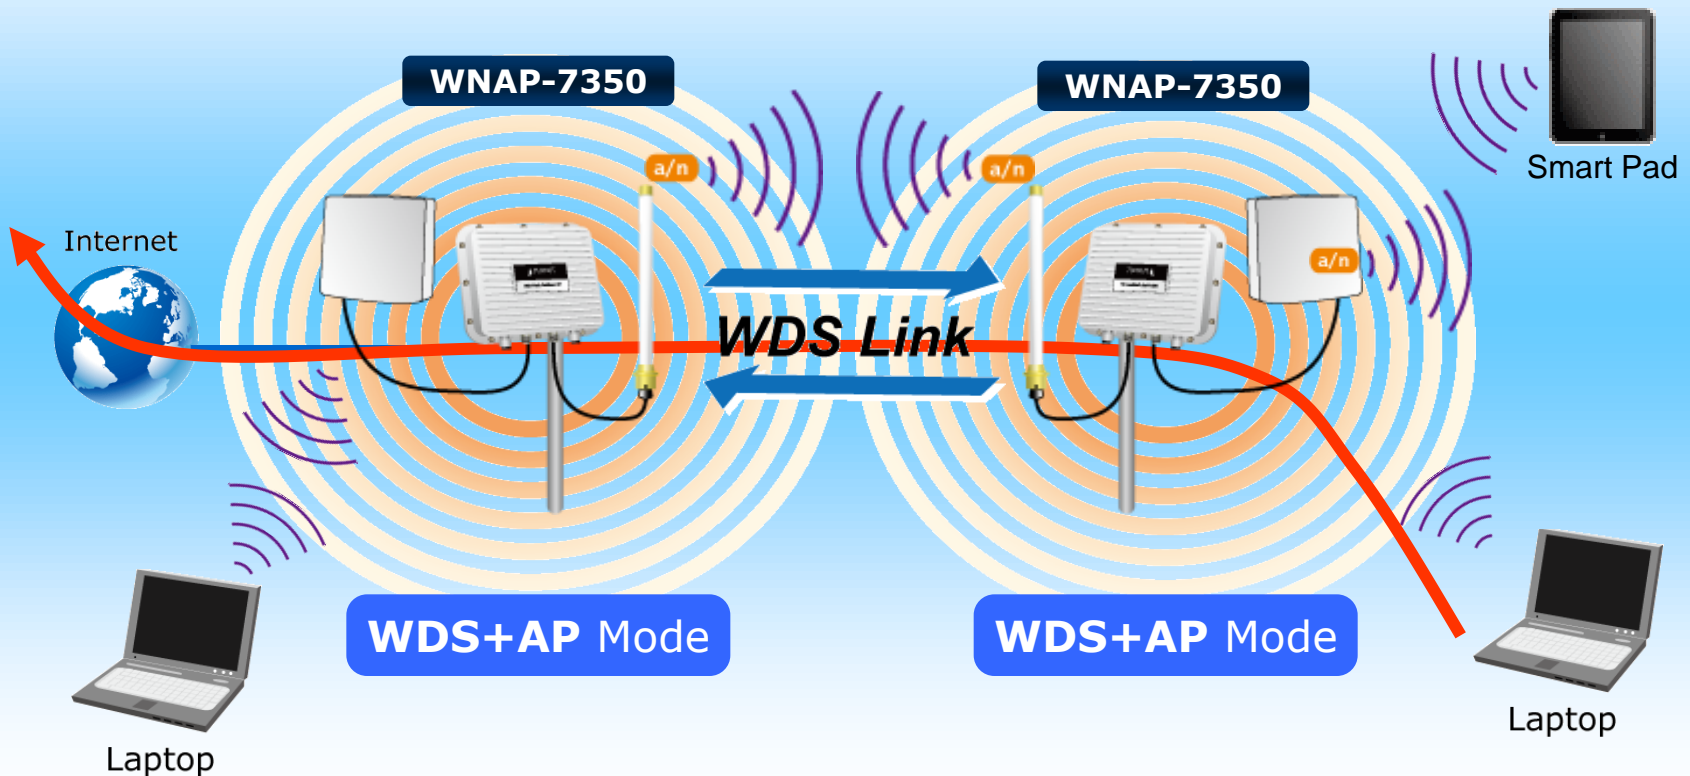 WNAP-7350
WNAP-7350
a/n
a/n
Smart Pad
Internet
a/n
WDS Link
WDS+AP Mode
WDS+AP Mode
Laptop
Laptop